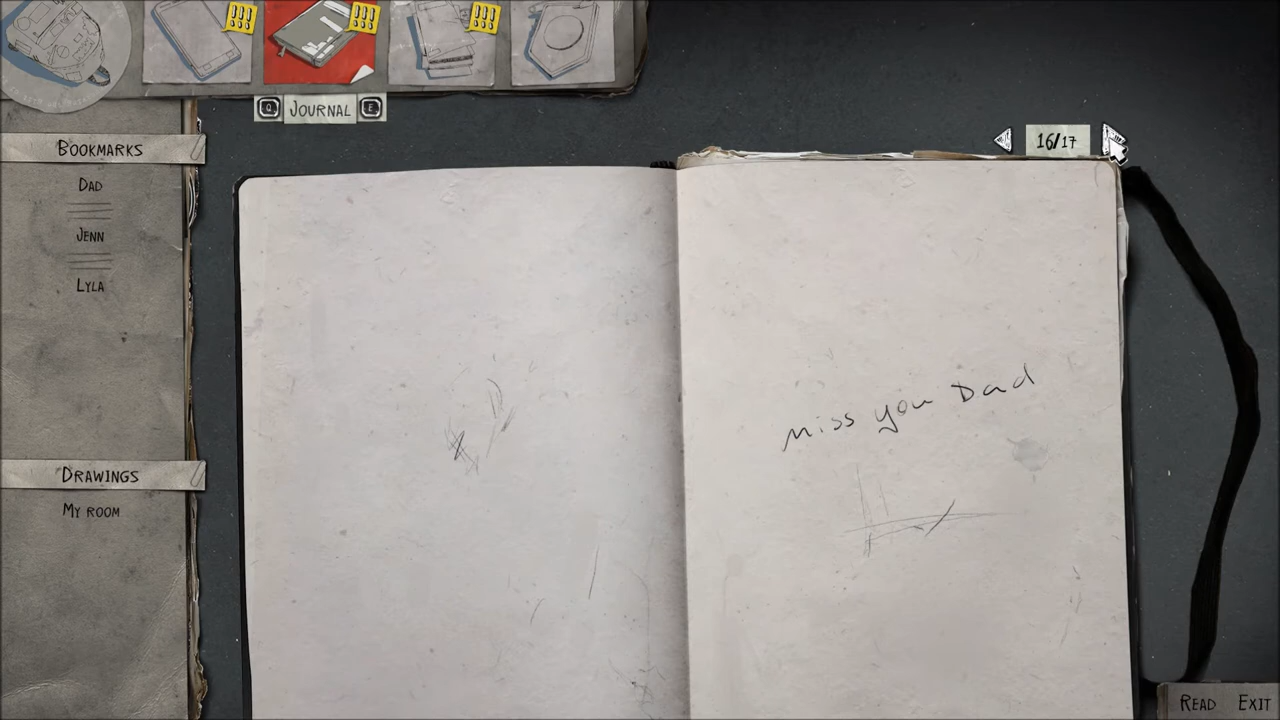 Q
JOURNAL
E
BOOKMARKS
DAD
JENN
LYLA
DRAWINGS
MY ROOM
16/17
Miss you Dad
READ EXIT